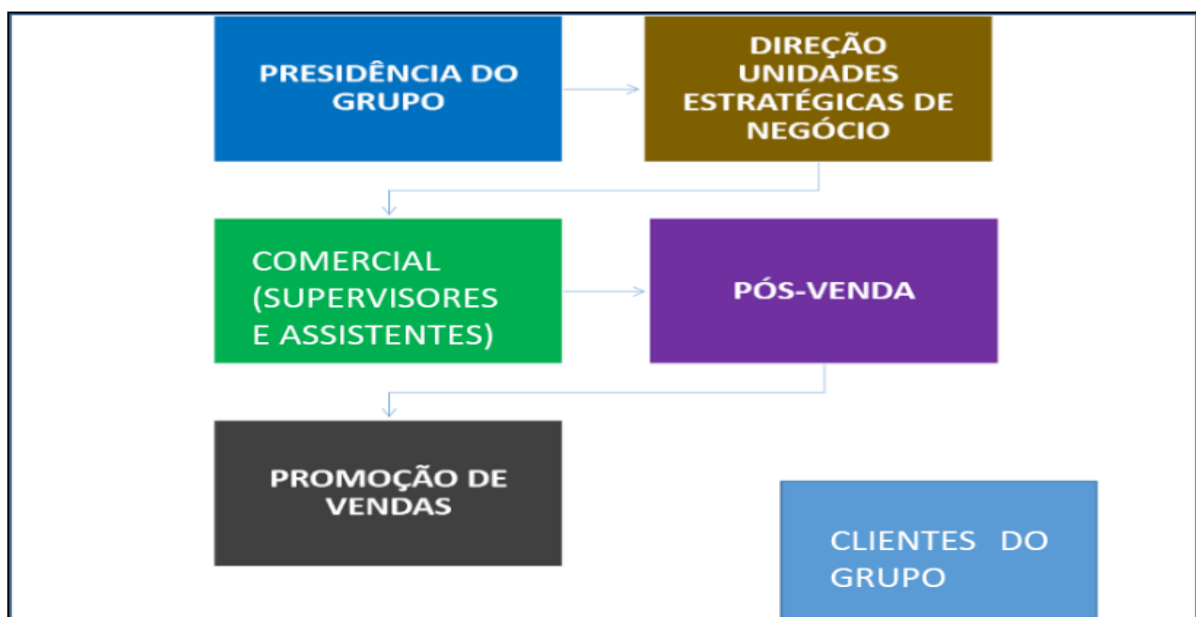 PRESIDÊNCIA DO
GRUPO
DIREÇÃO
UNIDADES
ESTRATÉGICAS DE
NEGÓCIO
COMERCIAL
(SUPERVISORES
E ASSISTENTES)
PÓS-VENDA
PROMOÇÃO DE
VENDAS
CLIENTES DO
GRUPO